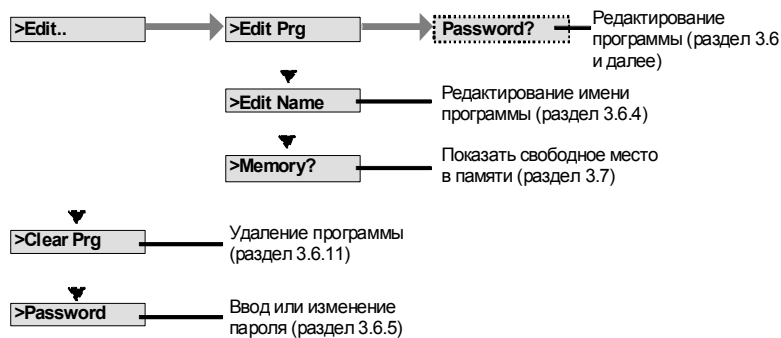 >Edit..
>Edit Prg
Password?
Редактирование
программы (раздел 3.6
и далее)
>Edit Name
Редактирование имени
программы (раздел 3.6.4)
>Memory?
Показать свободное место
в памяти (раздел 3.7)
>Clear Prg
Удаление программы
(раздел 3.6.11)
>Password
Ввод или изменение
пароля (раздел 3.6.5)